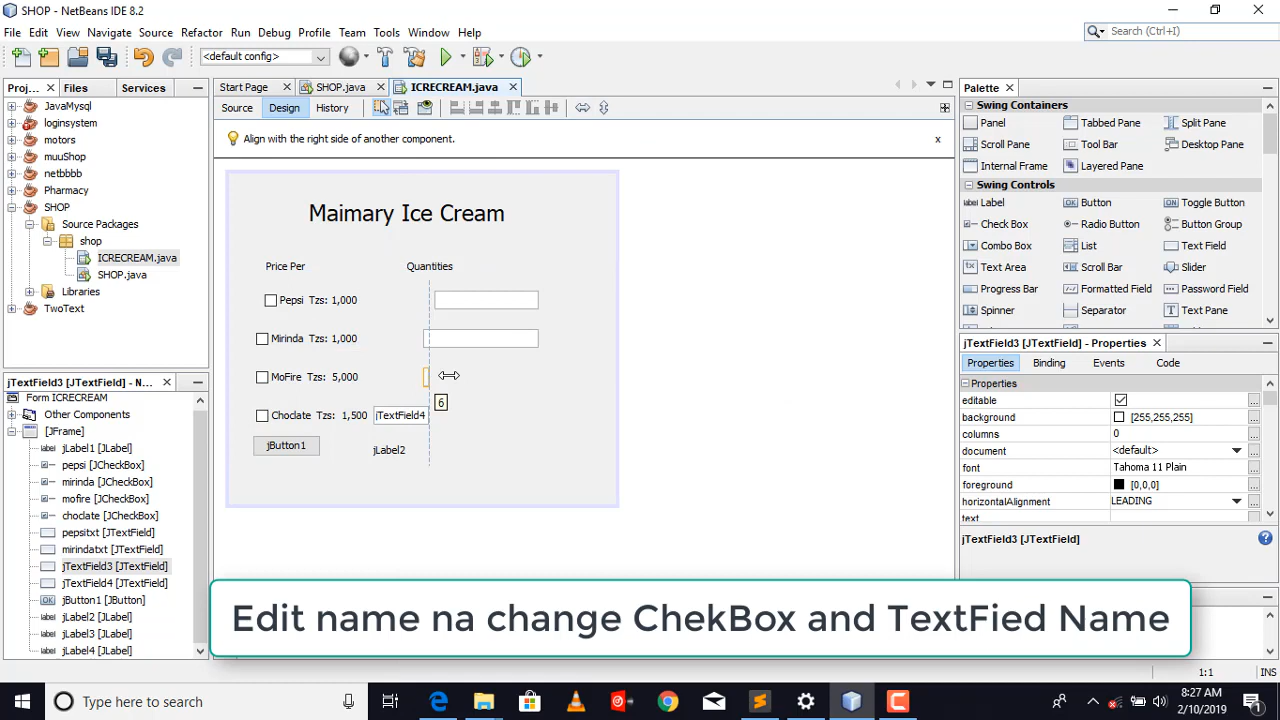 SHOP - NetBeans IDE 8.2
File Edit View Navigate Source Refactor Run Debug Profile Team Tools Window Help
Search (Ctrl+I)
<default config>
Proj... Files Services
Start Page SHOP.java ICRECREAM.java
Source Design History
Align with the right side of another component. x
JavaMysql
loginsystem
motors
muuShop
netbbbb
Pharmacy
SHOP
Source Packages
shop
ICRECREAM.java
SHOP.java
Libraries
TwoText
jTextField3 [JTextField] - N...
Form ICRECREAM
Other Components
[JFrame]
jLabel1 [JLabel]
pepsi [JCheckBox]
mirinda [JCheckBox]
mofire [JCheckBox]
choclate [JCheckBox]
pepsitxt [JTextField]
mirindatxt [JTextField]
jTextField3 [JTextField]
jTextField4 [JTextField]
jButton1 [JButton]
jLabel2 [JLabel]
jLabel3 [JLabel]
jLabel4 [JLabel]
Maimary Ice Cream
Price Per Quantities
Pepsi Tzs: 1,000
Mirinda Tzs: 1,000
MoFire Tzs: 5,000
6
Choclate Tzs: 1,500 jTextField4
jButton1 jLabel2
Palette
Swing Containers
Panel Tabbed Pane Split Pane
Scroll Pane Tool Bar Desktop Pane
Internal Frame Layered Pane
Swing Controls
Label Button Toggle Button
Check Box Radio Button Button Group
Combo Box List Text Field
Text Area Scroll Bar Slider
Progress Bar Formatted Field Password Field
Spinner Separator Text Pane
jTextField3 [JTextField] - Properties
Properties Binding Events Code
Properties
editable
background [255,255,255]
columns 0
document <default>
font Tahoma 11 Plain
foreground [0,0,0]
horizontalAlignment LEADING
text
jTextField3 [JTextField]
Edit name na change ChekBox and TextFied Name
1:1 INS
Type here to search
8:27 AM
2/10/2019
1